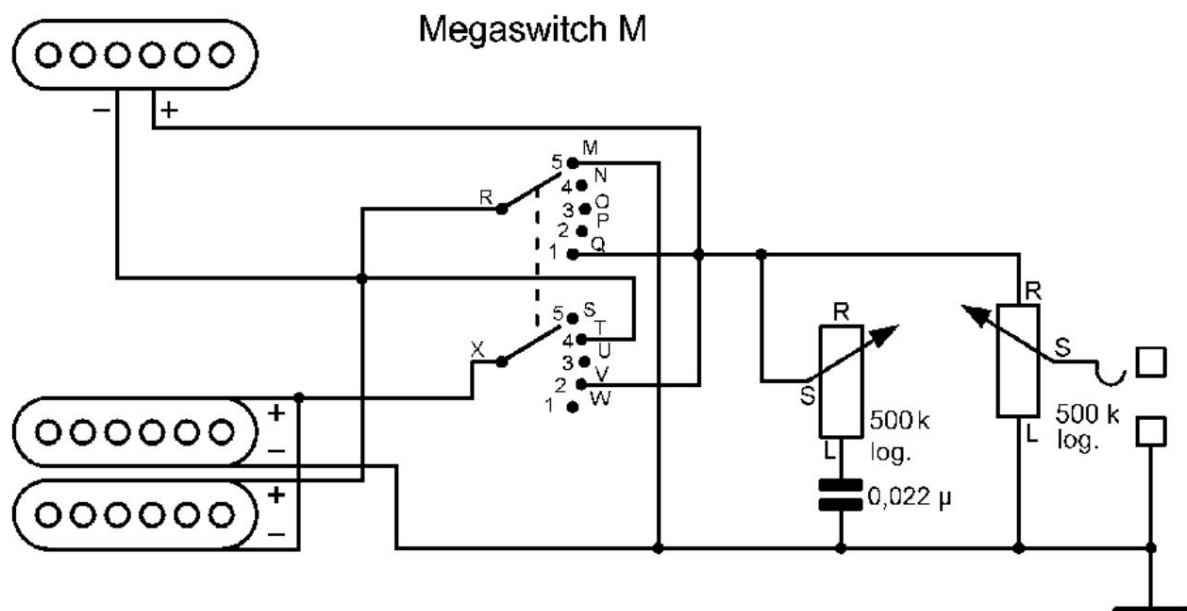 Megaswitch M
– +
5 M
4 N
R 3 O
2 P
1 Q
5 S
4 T
X 3 U
2 V
1 W
R
S
L
500 k
log.
0,022 µ
R
S
L
500 k
log.
+
–
+
–